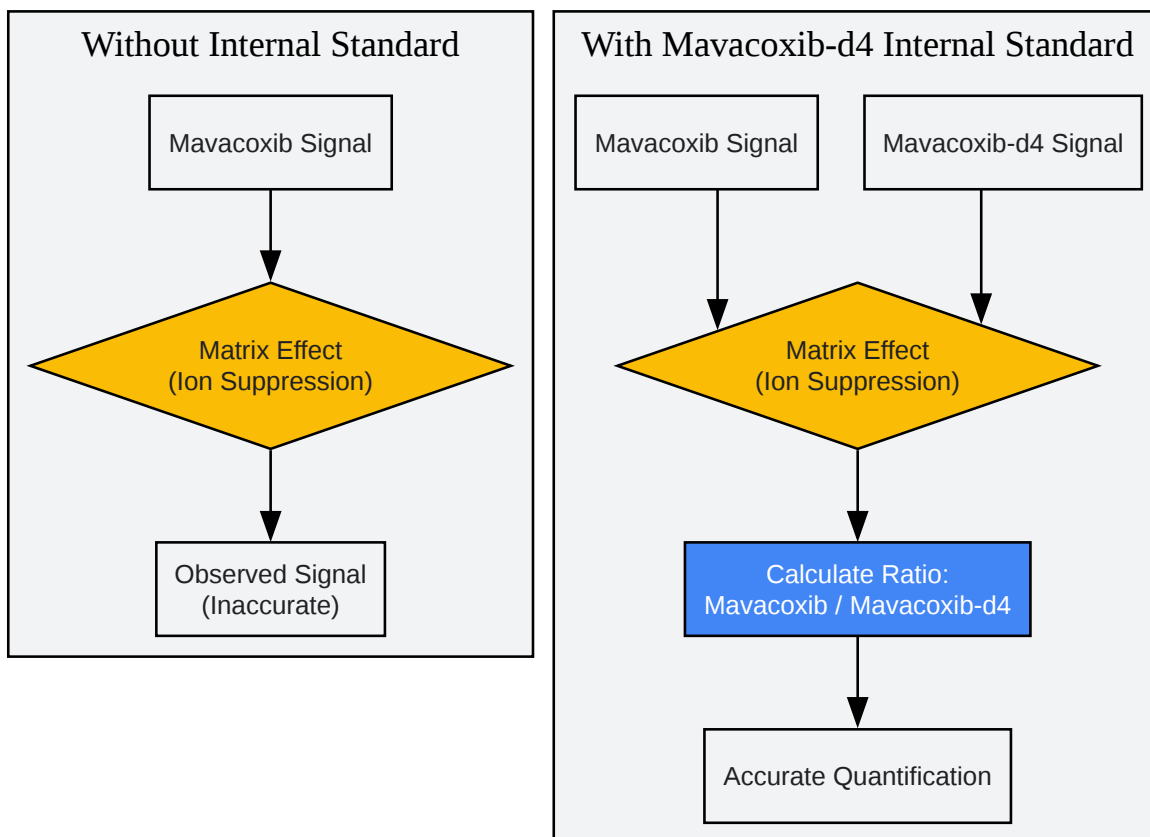 Without Internal Standard
Mavacoxib Signal
Matrix Effect
(Ion Suppression)
Observed Signal
(Inaccurate)
With Mavacoxib-d4 Internal Standard
Mavacoxib Signal
Mavacoxib-d4 Signal
Matrix Effect
(Ion Suppression)
Calculate Ratio:
Mavacoxib / Mavacoxib-d4
Accurate Quantification